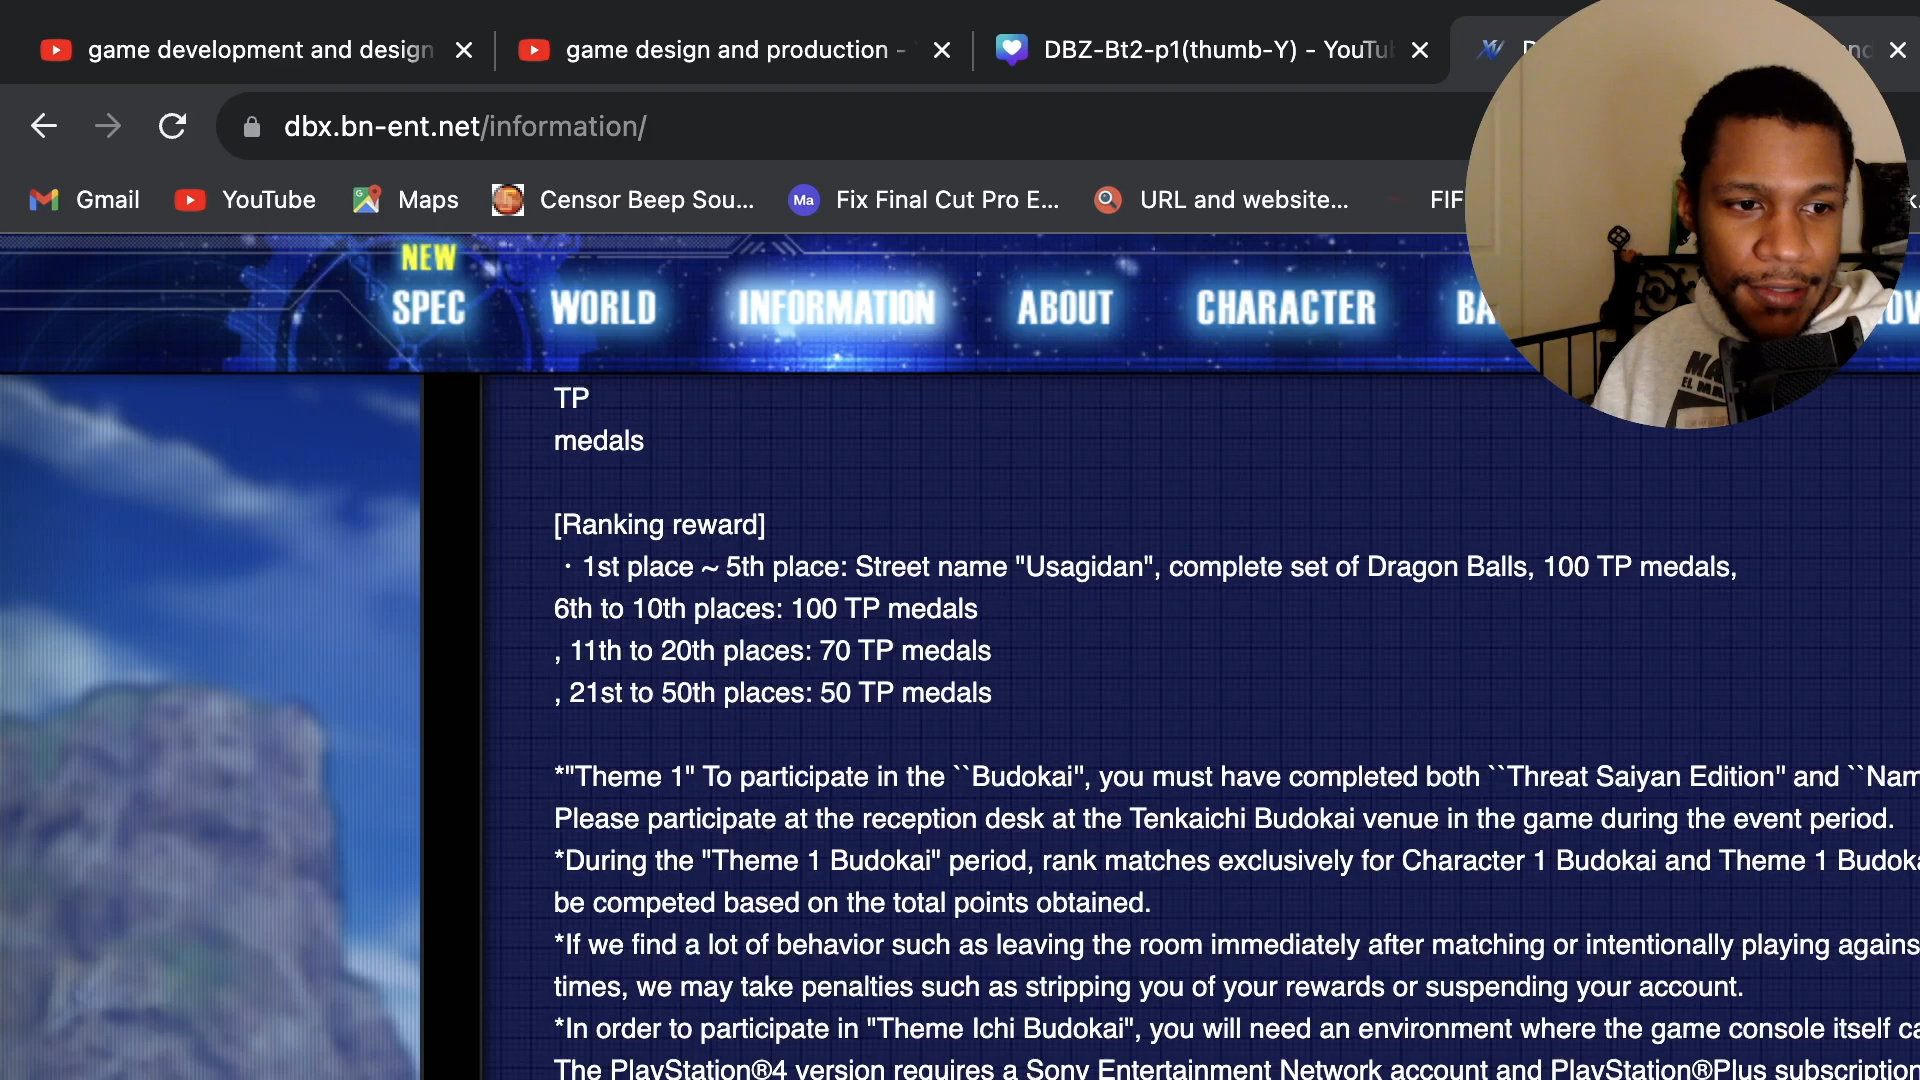 game development and design
game design and production -
DBZ-Bt2-p1(thumb-Y) - YouTu
dbx.bn-ent.net/information/
Gmail
YouTube
Maps
Censor Beep Sou...
Ma
Fix Final Cut Pro E...
URL and website...
FIF
NEW
SPEC
WORLD
INFORMATION
ABOUT
CHARACTER
BA
TP
medals
[Ranking reward]
・1st place ~ 5th place: Street name "Usagidan", complete set of Dragon Balls, 100 TP medals,
6th to 10th places: 100 TP medals
, 11th to 20th places: 70 TP medals
, 21st to 50th places: 50 TP medals
*"Theme 1" To participate in the ``Budokai'', you must have completed both ``Threat Saiyan Edition'' and ``Nam
Please participate at the reception desk at the Tenkaichi Budokai venue in the game during the event period.
*During the "Theme 1 Budokai" period, rank matches exclusively for Character 1 Budokai and Theme 1 Budoka
be competed based on the total points obtained.
*If we find a lot of behavior such as leaving the room immediately after matching or intentionally playing agains
times, we may take penalties such as stripping you of your rewards or suspending your account.
*In order to participate in "Theme Ichi Budokai", you will need an environment where the game console itself ca
The PlayStation®4 version requires a Sony Entertainment Network account and PlayStation®Plus subscription